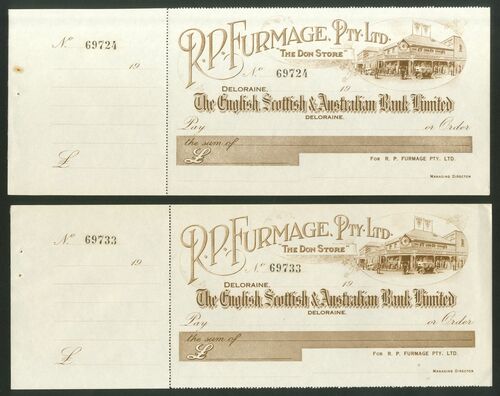 No 69724
19
£
R.P. FURMAGE, PTY. LTD.
"THE DON STORE"
No 69724
DELORAINE, 19
The English, Scottish & Australian Bank Limited
DELORAINE.
Pay or Order
the sum of
£
FOR R. P. FURMAGE PTY. LTD.
MANAGING DIRECTOR
No 69733
19
£
R.P. FURMAGE, PTY. LTD.
"THE DON STORE"
No 69733
DELORAINE, 19
The English, Scottish & Australian Bank Limited
DELORAINE.
Pay or Order
the sum of
£
FOR R. P. FURMAGE PTY. LTD.
MANAGING DIRECTOR